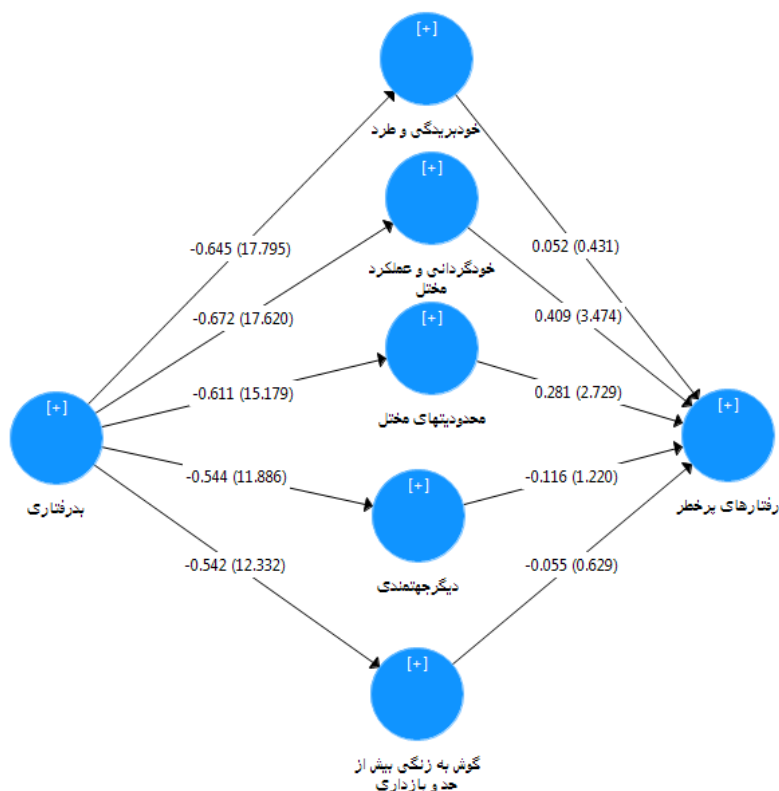 [+]
خودبریدگی و طرد
[+]
-0.645 (17.795)
0.052 (0.431)
خودگردانی و عملکرد
مختل
-0.672 (17.620)
0.409 (3.474)
[+]
-0.611 (15.179)
0.281 (2.729)
[+]
[+]
محدودیتهای مختل
-0.544 (11.886)
[+]
-0.116 (1.220)
بدرفتاری
رفتارهای پرخطر
-0.542 (12.332)
-0.055 (0.629)
دیگرجهتمندی
[+]
گوش به زنگی بیش از
حد و بازداری